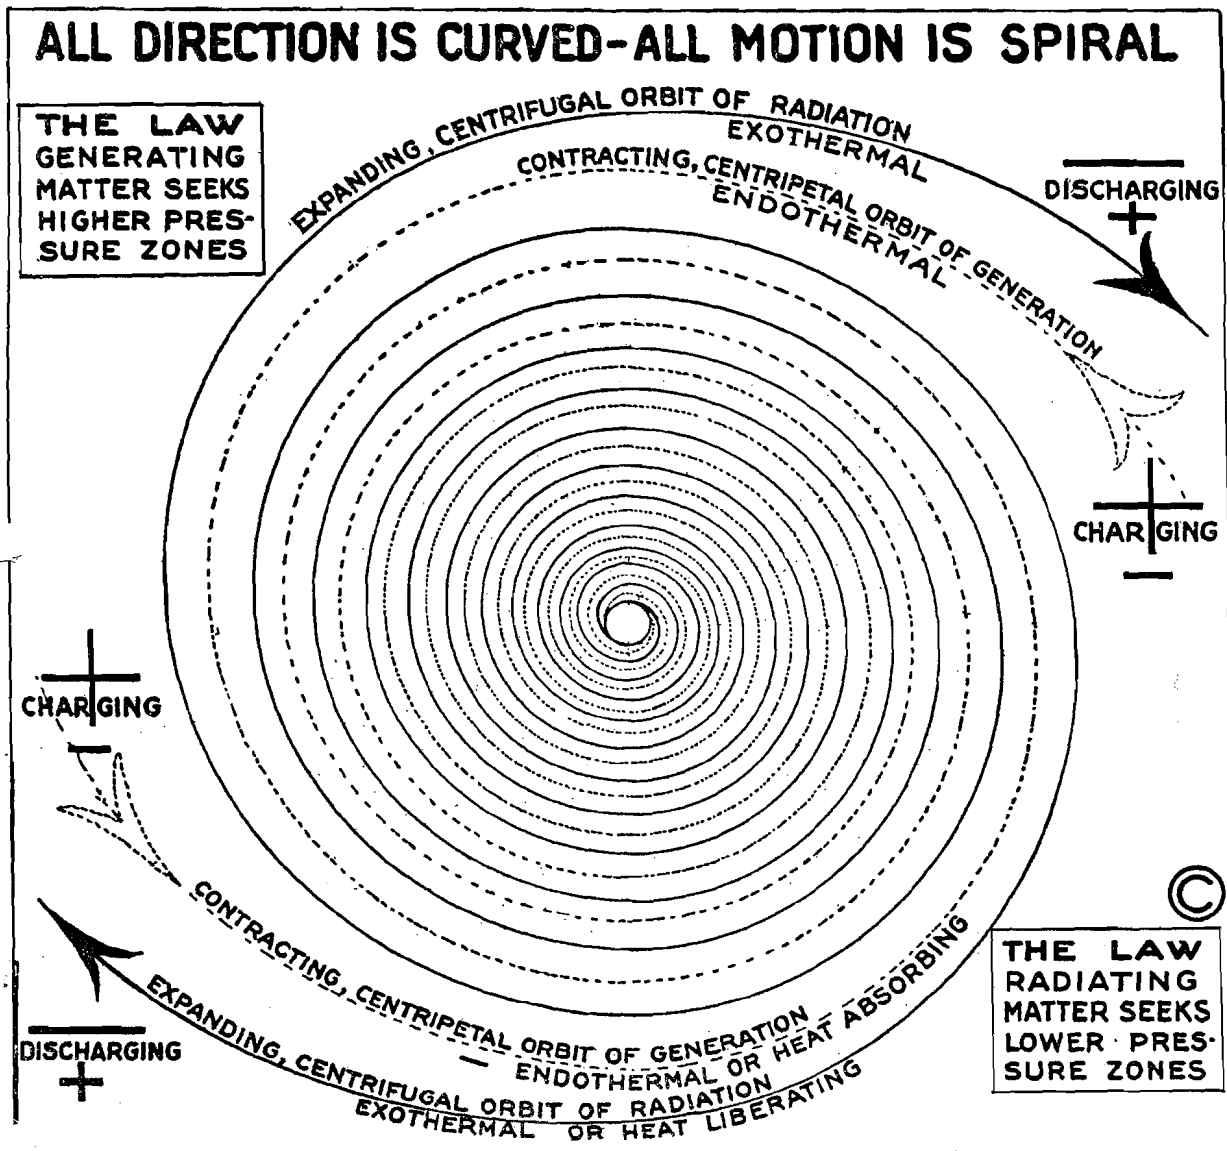 ALL DIRECTION IS CURVED-ALL MOTION IS SPIRAL
THE LAW
GENERATING
MATTER SEEKS
HIGHER PRES-
SURE ZONES
EXPANDING, CENTRIFUGAL ORBIT OF RADIATION
EXOTHERMAL
CONTRACTING, CENTRIPETAL ORBIT OF GENERATION
ENDOTHERMAL
DISCHARGING
+
+
CHARGING
−
+
CHARGING
−
©
CONTRACTING, CENTRIPETAL ORBIT OF GENERATION
− ENDOTHERMAL OR HEAT ABSORBING
EXPANDING, CENTRIFUGAL ORBIT OF RADIATION
EXOTHERMAL OR HEAT LIBERATING
DISCHARGING
+
THE LAW
RADIATING
MATTER SEEKS
LOWER PRES-
SURE ZONES